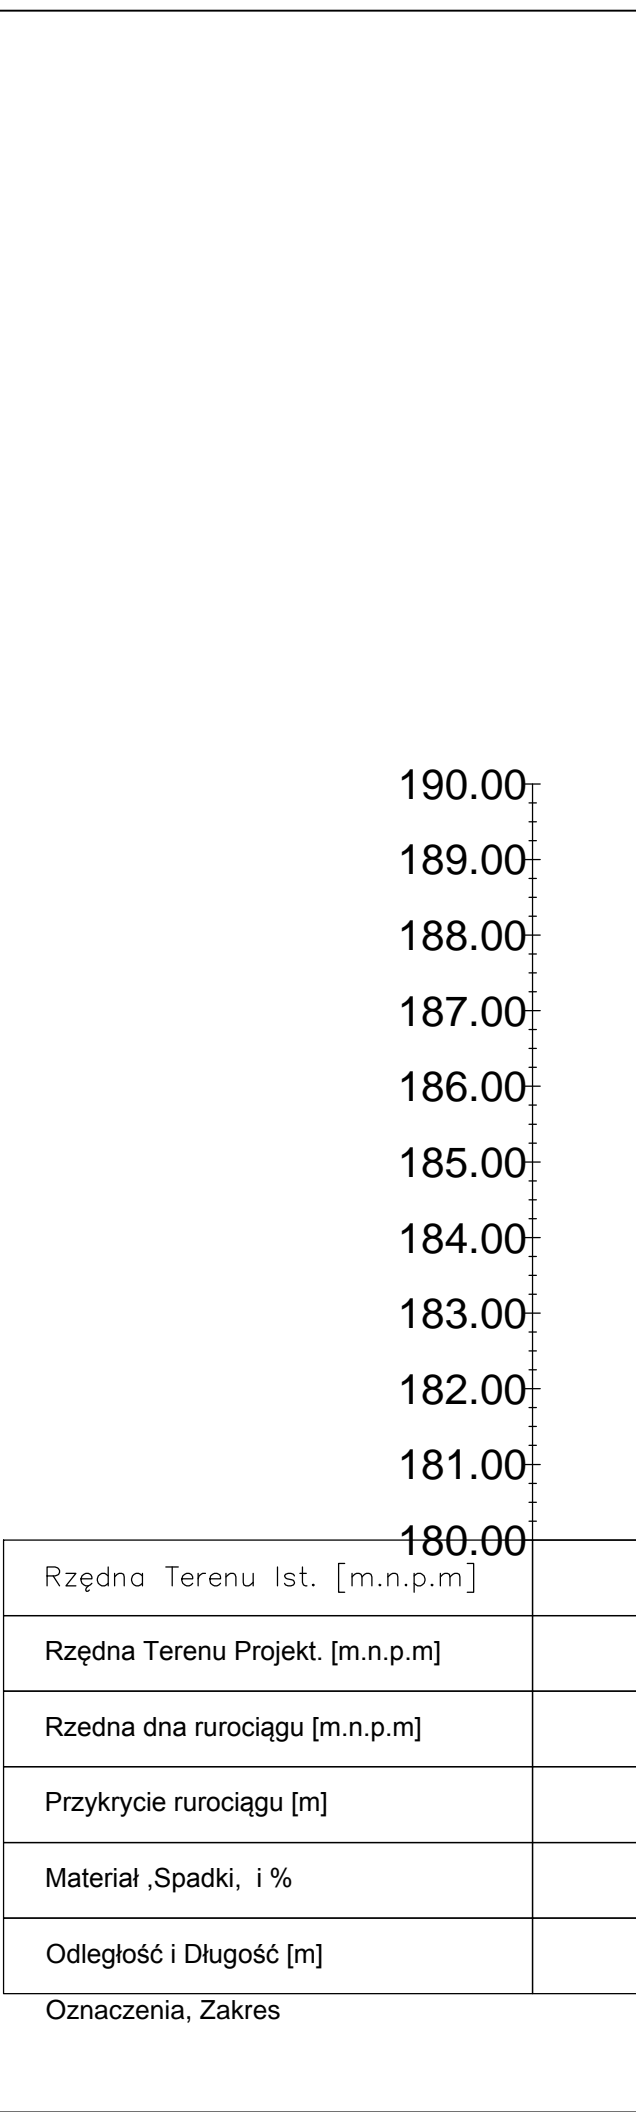 190.00
189.00
188.00
187.00
186.00
185.00
184.00
183.00
182.00
181.00
180.00
Rzędna Terenu Ist. [m.n.p.m]
Rzędna Terenu Projekt. [m.n.p.m]
Rzedna dna rurociągu [m.n.p.m]
Przykrycie rurociągu [m]
Materiał ,Spadki, i %
Odległość i Długość [m]
Oznaczenia, Zakres